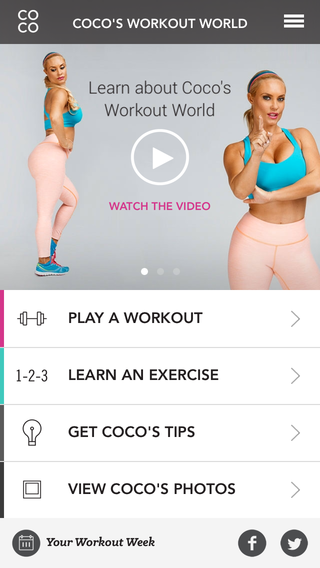 CO
CO
COCO'S WORKOUT WORLD
Learn about Coco's
Workout World
WATCH THE VIDEO
PLAY A WORKOUT
1-2-3
LEARN AN EXERCISE
GET COCO'S TIPS
VIEW COCO'S PHOTOS
Your Workout Week